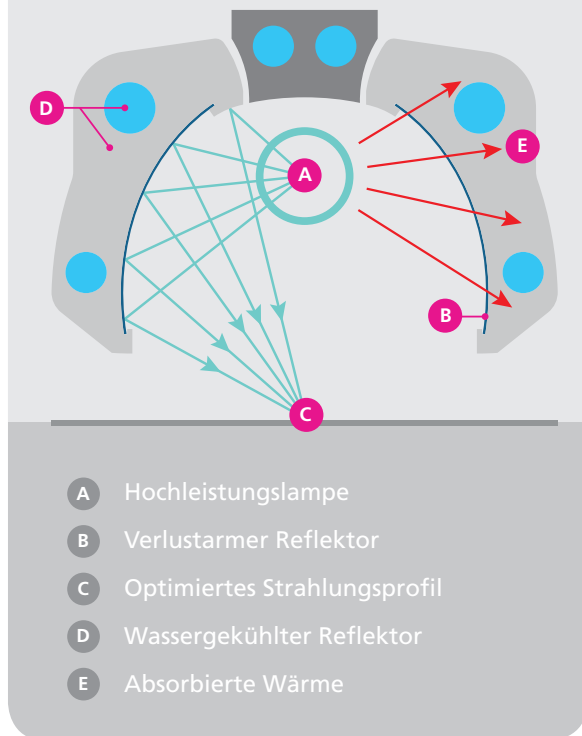 D
A
E
B
C
A Hochleistungslampe
B Verlustarmer Reflektor
C Optimiertes Strahlungsprofil
D Wassergekühlter Reflektor
E Absorbierte Wärme